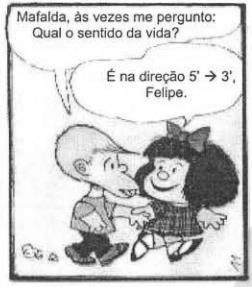 Mafalda, às vezes me pergunto:
Qual o sentido da vida?
É na direção 5' → 3',
Felipe.